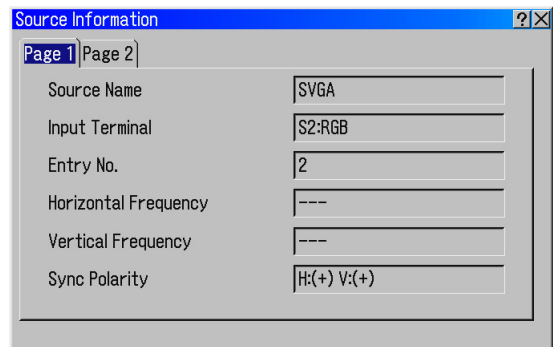 Source Information
Page 1 Page 2
Source Name SVGA
Input Terminal S2:RGB
Entry No. 2
Horizontal Frequency ---
Vertical Frequency ---
Sync Polarity H:(+) V:(+)